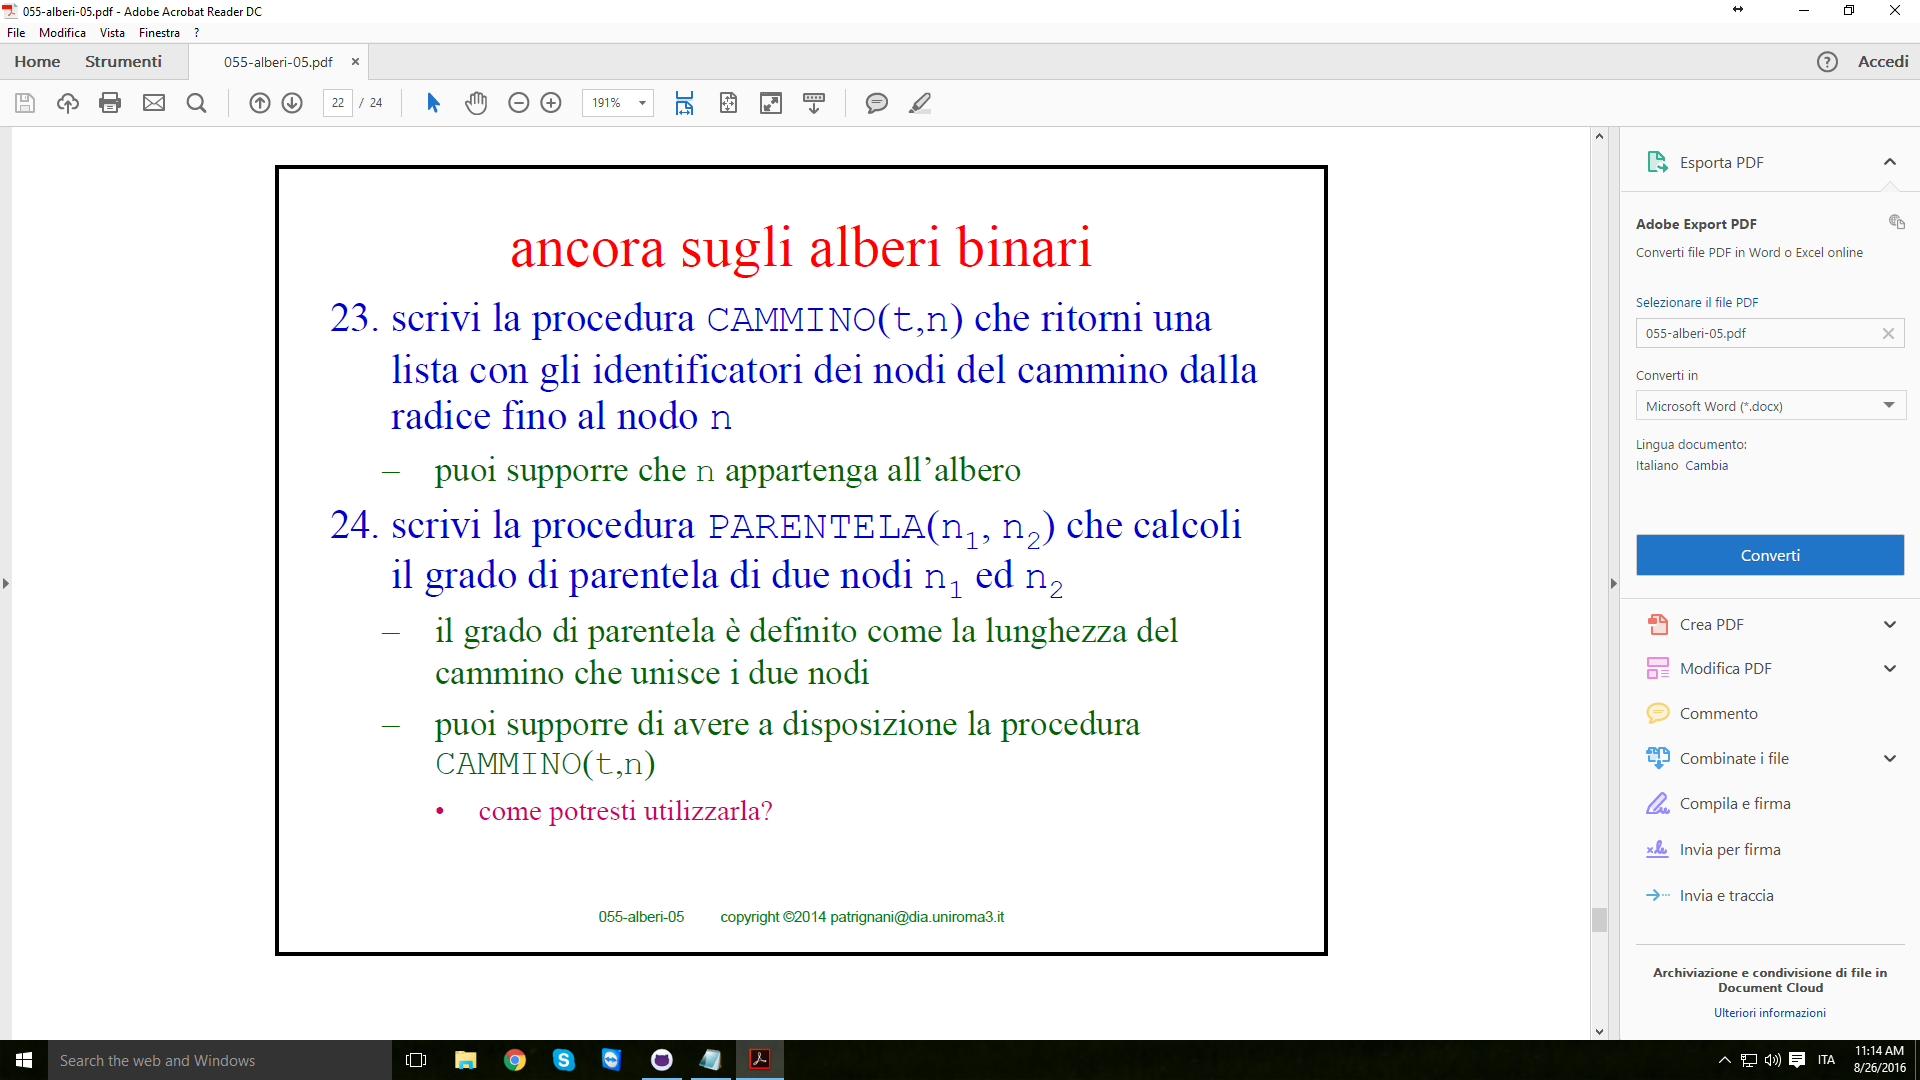 055-alberi-05.pdf - Adobe Acrobat Reader DC
File Modifica Vista Finestra ?
Home Strumenti 055-alberi-05.pdf × ? Accedi
22 / 24 191%
ancora sugli alberi binari
23. scrivi la procedura CAMMINO(t,n) che ritorni una
lista con gli identificatori dei nodi del cammino dalla
radice fino al nodo n
– puoi supporre che n appartenga all’albero
24. scrivi la procedura PARENTELA(n1, n2) che calcoli
il grado di parentela di due nodi n1 ed n2
– il grado di parentela è definito come la lunghezza del
cammino che unisce i due nodi
– puoi supporre di avere a disposizione la procedura
CAMMINO(t,n)
• come potresti utilizzarla?
055-alberi-05 copyright ©2014 patrignani@dia.uniroma3.it
Esporta PDF
Adobe Export PDF
Converti file PDF in Word o Excel online
Selezionare il file PDF
055-alberi-05.pdf
Converti in
Microsoft Word (*.docx)
Lingua documento:
Italiano Cambia
Converti
Crea PDF
Modifica PDF
Commento
Combinate i file
Compila e firma
Invia per firma
Invia e traccia
Archiviazione e condivisione di file in
Document Cloud
Ulteriori informazioni
Search the web and Windows
ITA
11:14 AM
8/26/2016